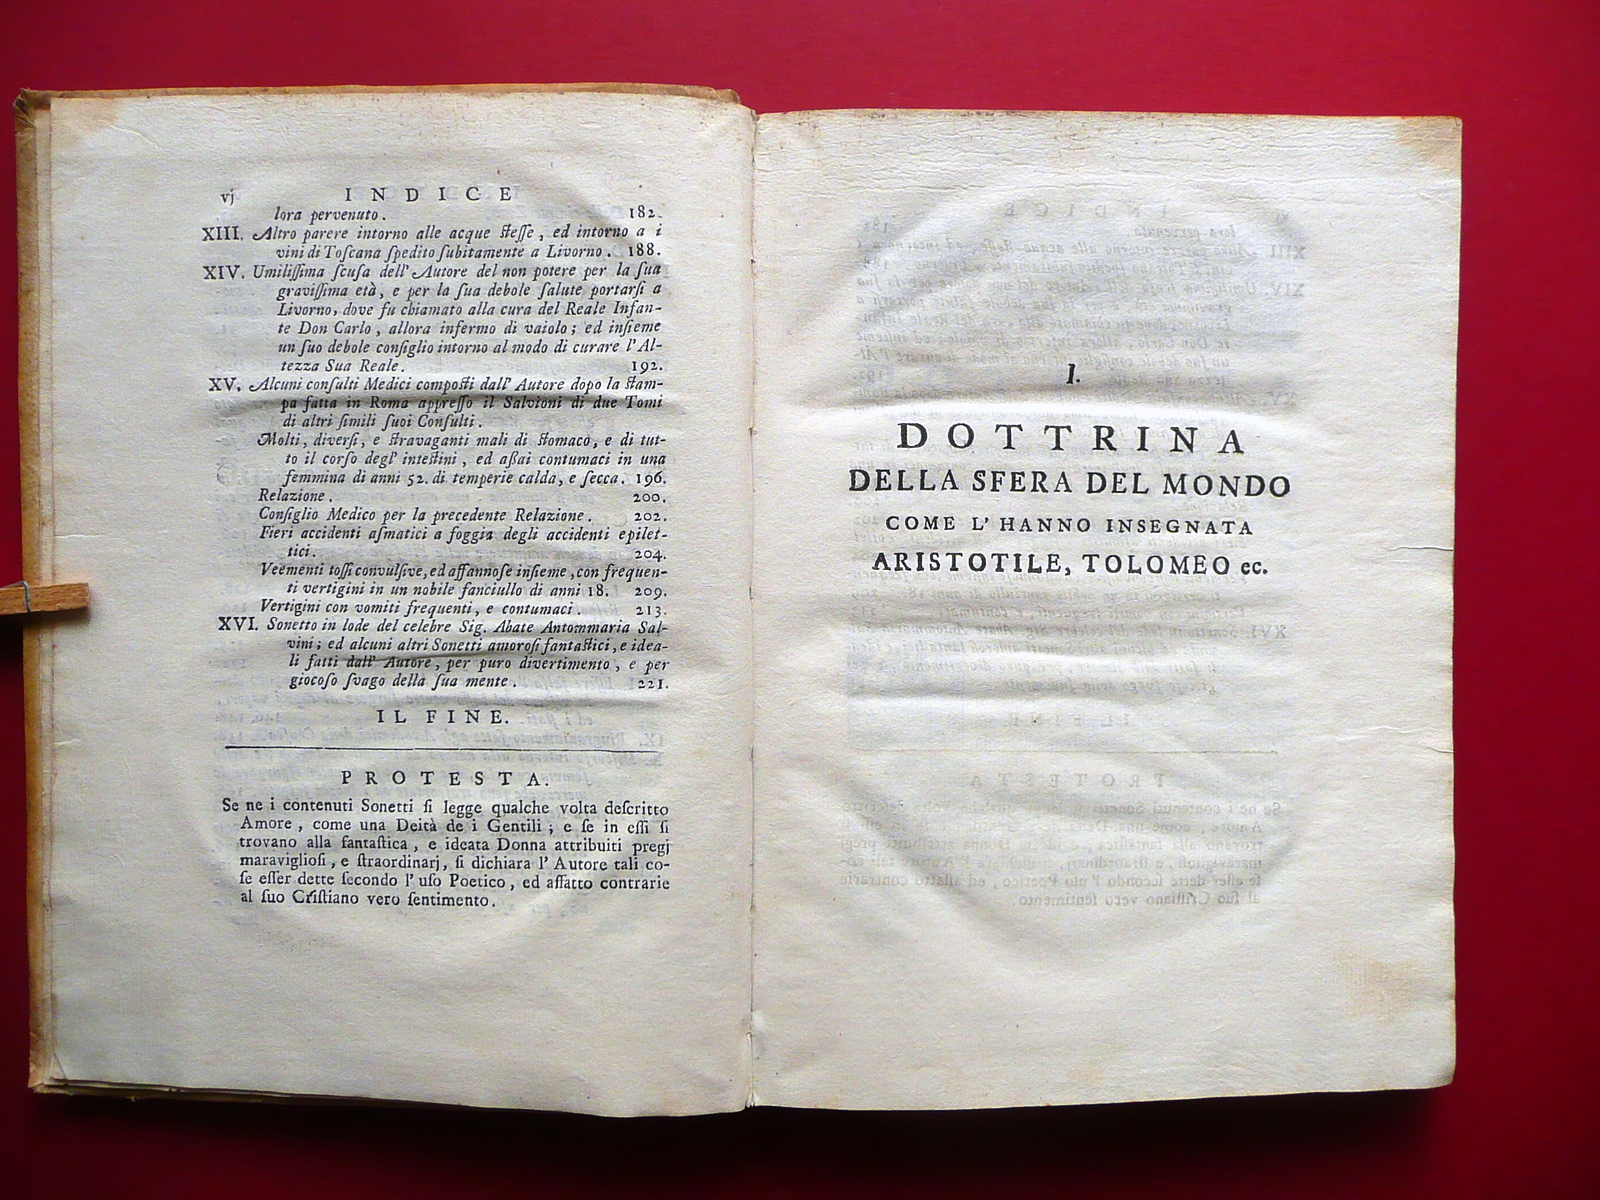 vj INDICE
lora pervenuto. 182.
XIII. Altro parere intorno alle acque ſteſſe, ed intorno a i
vini di Toſcana ſpedito ſubitamente a Livorno. 188.
XIV. Umiliſſima ſcuſa dell' Autore del non potere per la ſua
graviſſima età, e per la ſua debole ſalute portarſi a
Livorno, dove fu chiamato alla cura del Reale Infan-
te Don Carlo, allora infermo di vaiolo; ed inſieme
un ſuo debole conſiglio intorno al modo di curare l'Al-
tezza Sua Reale. 192.
XV. Alcuni conſulti Medici compoſti dall' Autore dopo la ſtam-
pa fatta in Roma appreſſo il Salvioni di due Tomi
di altri ſimili ſuoi Conſulti.
Molti, diverſi, e ſtravaganti mali di ſtomaco, e di tut-
to il corſo degl' inteſtini, ed aßai contumaci in una
femmina di anni 52. di temperie calda, e ſecca. 196.
Relazione. 200.
Conſiglio Medico per la precedente Relazione. 202.
Fieri accidenti aſmatici a foggia degli accidenti epilet-
tici. 204.
Veementi toſſi convulſive, ed affannoſe inſieme, con frequen-
ti vertigini in un nobile fanciullo di anni 18. 209.
Vertigini con vomiti frequenti, e contumaci. 213.
XVI. Sonetto in lode del celebre Sig. Abate Antommaria Sal-
vini; ed alcuni altri Sonetti amoroſi fantaſtici, e idea-
li fatti dall' Autore, per puro divertimento, e per
giocoſo ſvago della ſua mente. 221.
IL FINE.
PROTESTA.
Se ne i contenuti Sonetti ſi legge qualche volta deſcritto
Amore, come una Deità de i Gentili; e ſe in eſſi ſi
trovano alla fantaſtica, e ideata Donna attribuiti pregj
maraviglioſi, e ſtraordinarj, ſi dichiara l' Autore tali co-
ſe eſſer dette ſecondo l' uſo Poetico, ed affatto contrarie
al ſuo Criſtiano vero ſentimento.
I.
DOTTRINA
DELLA SFERA DEL MONDO
COME L' HANNO INSEGNATA
ARISTOTILE, TOLOMEO ec.